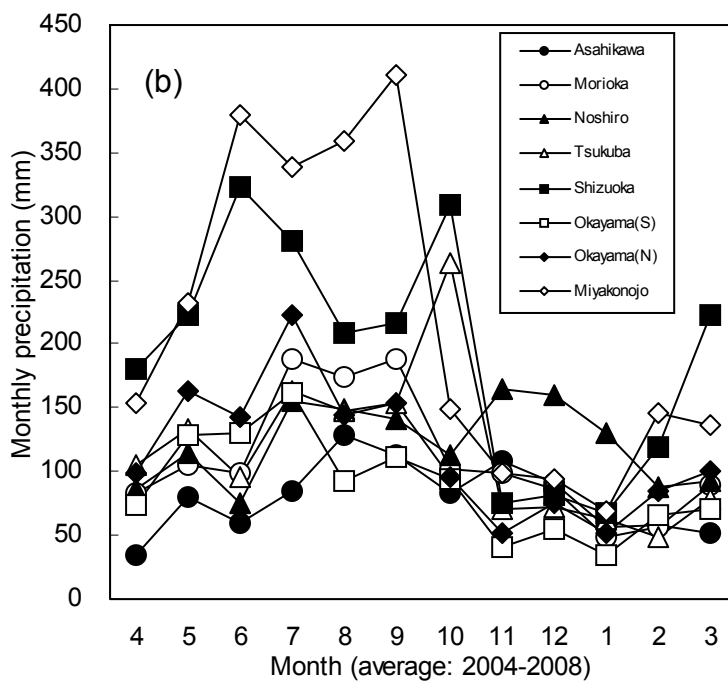 (b)
Asahikawa
Morioka
Noshiro
Tsukuba
Shizuoka
Okayama(S)
Okayama(N)
Miyakonojo
Monthly precipitation (mm)
450
400
350
300
250
200
150
100
50
0
4 5 6 7 8 9 10 11 12 1 2 3
Month (average: 2004-2008)